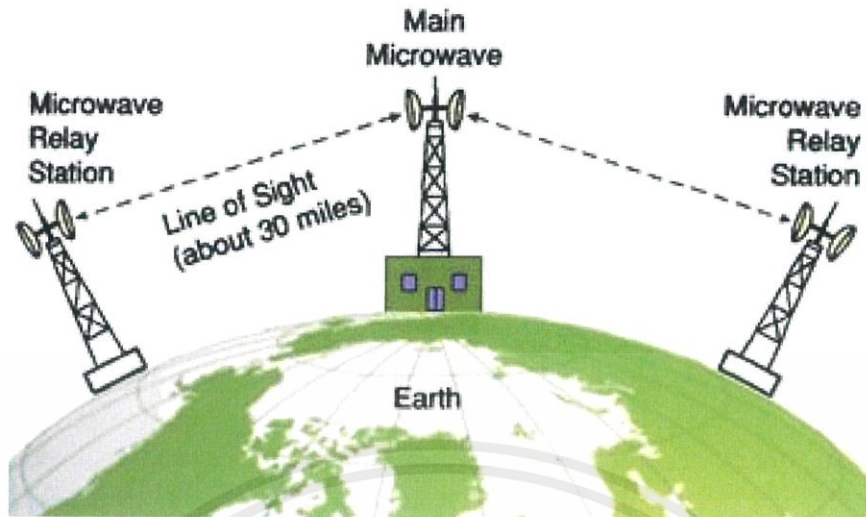 Main
Microwave
Microwave
Relay
Station
Microwave
Relay
Station
Line of Sight
(about 30 miles)
Earth